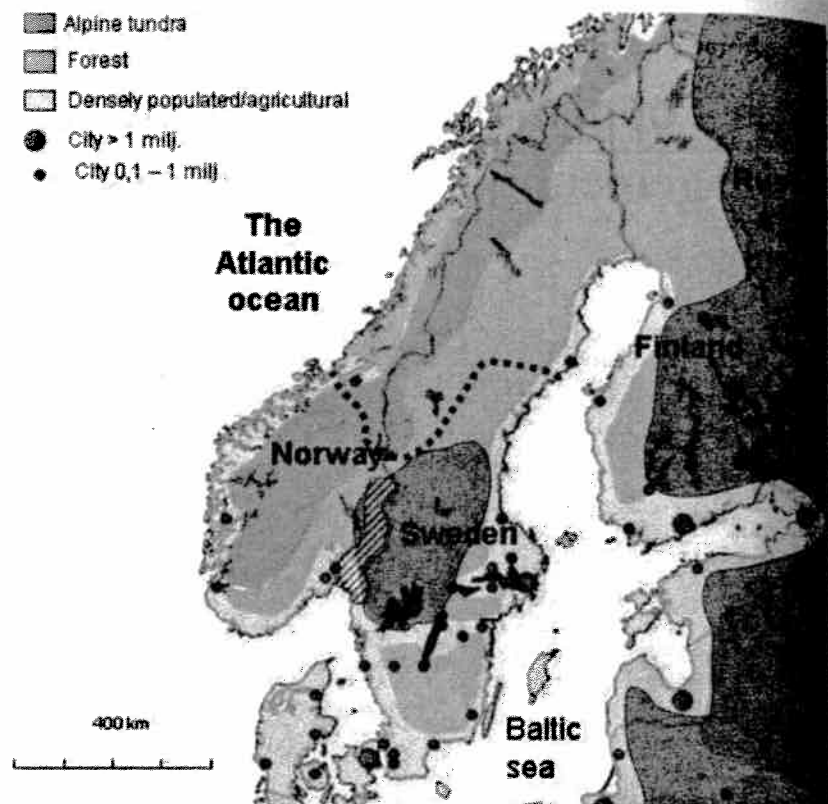 Alpine tundra
Forest
Densely populated/agricultural
City > 1 milj.
City 0,1 – 1 milj
The
Atlantic
ocean
Finland
Norway
Sweden
400 km
Baltic
sea